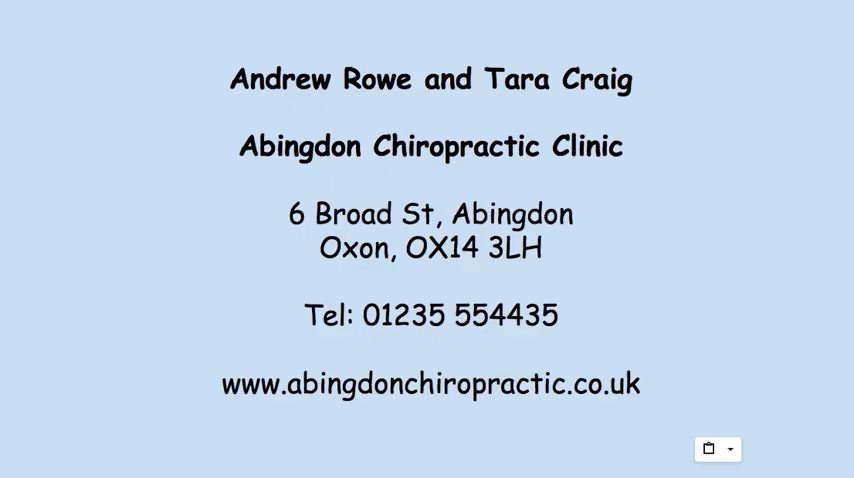 Andrew Rowe and Tara Craig
Abingdon Chiropractic Clinic
6 Broad St, Abingdon
Oxon, OX14 3LH
Tel: 01235 554435
www.abingdonchiropractic.co.uk